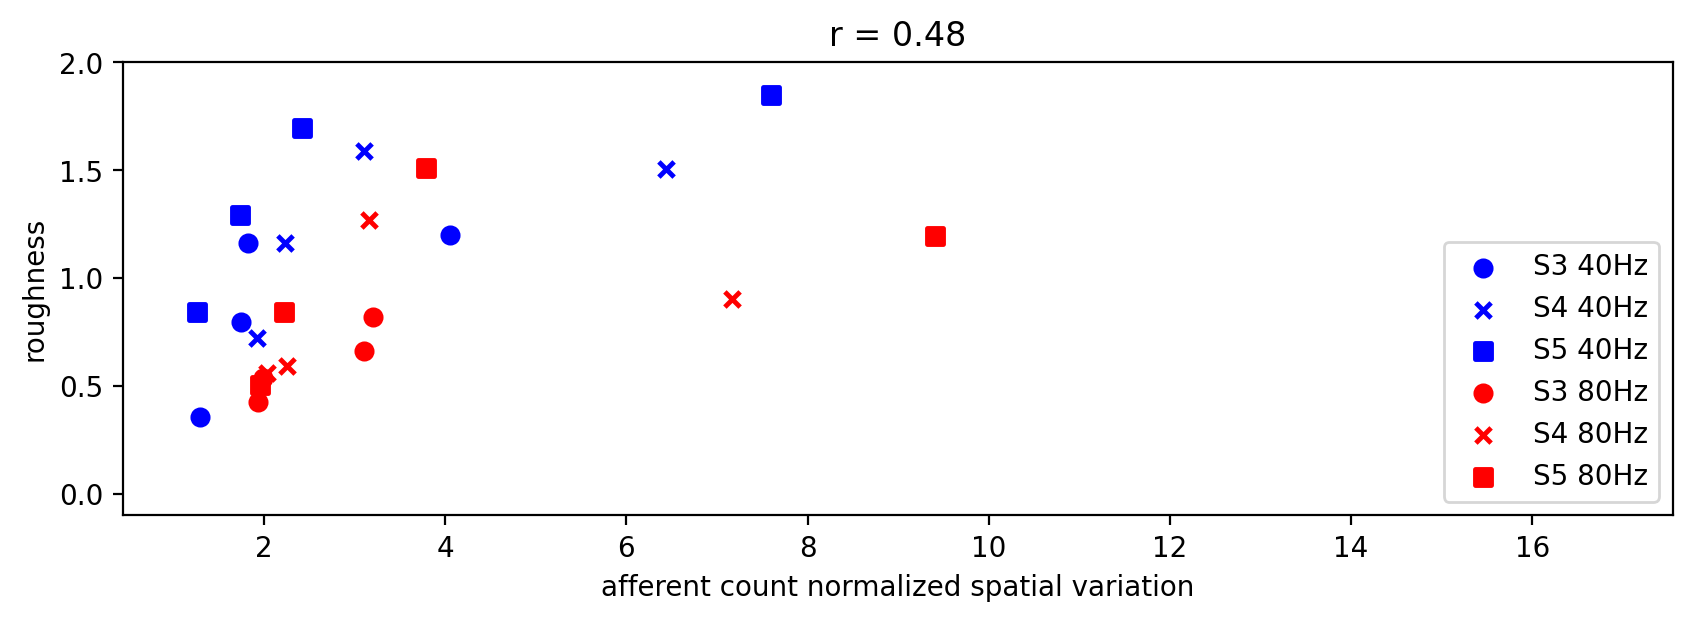 r = 0.48
2.0
1.5
1.0
0.5
0.0
roughness
S3 40Hz
S4 40Hz
S5 40Hz
S3 80Hz
S4 80Hz
S5 80Hz
2 4 6 8 10 12 14 16
afferent count normalized spatial variation